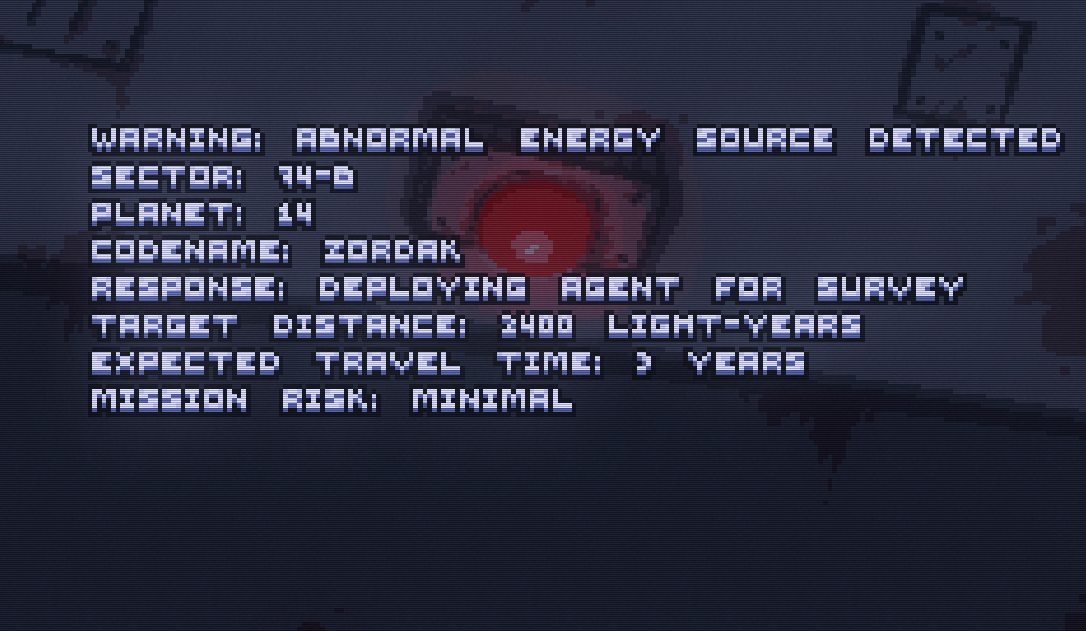 WARNING: ABNORMAL ENERGY SOURCE DETECTED
SECTOR: 74-B
PLANET: 14
CODENAME: ZORDAK
RESPONSE: DEPLOYING AGENT FOR SURVEY
TARGET DISTANCE: 2400 LIGHT-YEARS
EXPECTED TRAVEL TIME: 3 YEARS
MISSION RISK: MINIMAL